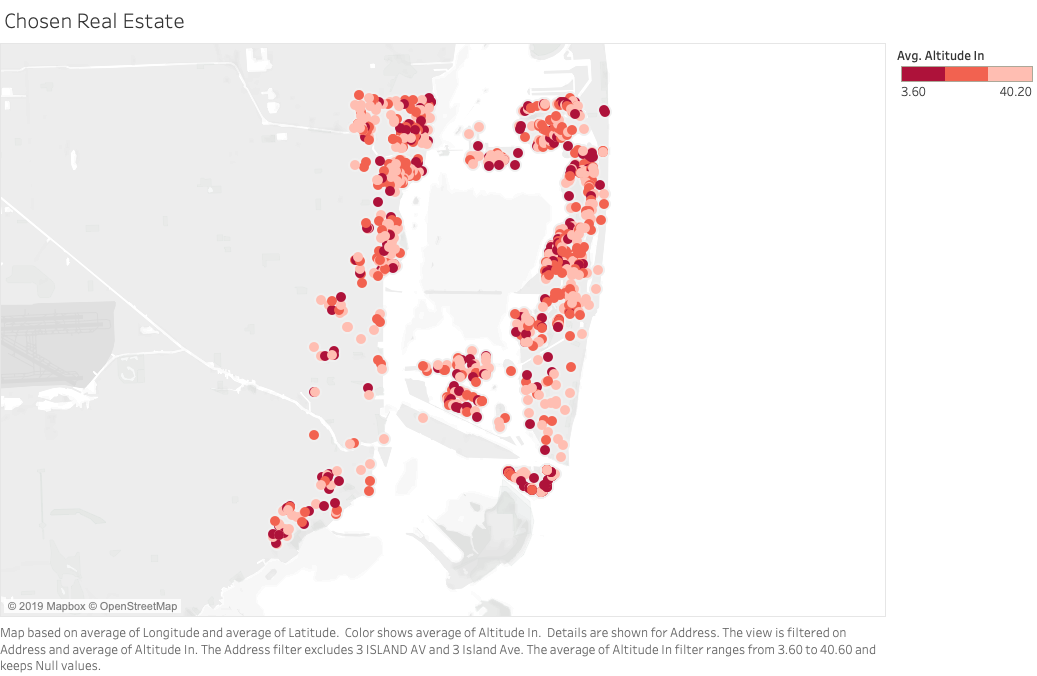 Chosen Real Estate
Avg. Altitude In
3.60 40.20
© 2019 Mapbox © OpenStreetMap
Map based on average of Longitude and average of Latitude.  Color shows average of Altitude In.  Details are shown for Address. The view is filtered on
Address and average of Altitude In. The Address filter excludes 3 ISLAND AV and 3 Island Ave. The average of Altitude In filter ranges from 3.60 to 40.60 and
keeps Null values.